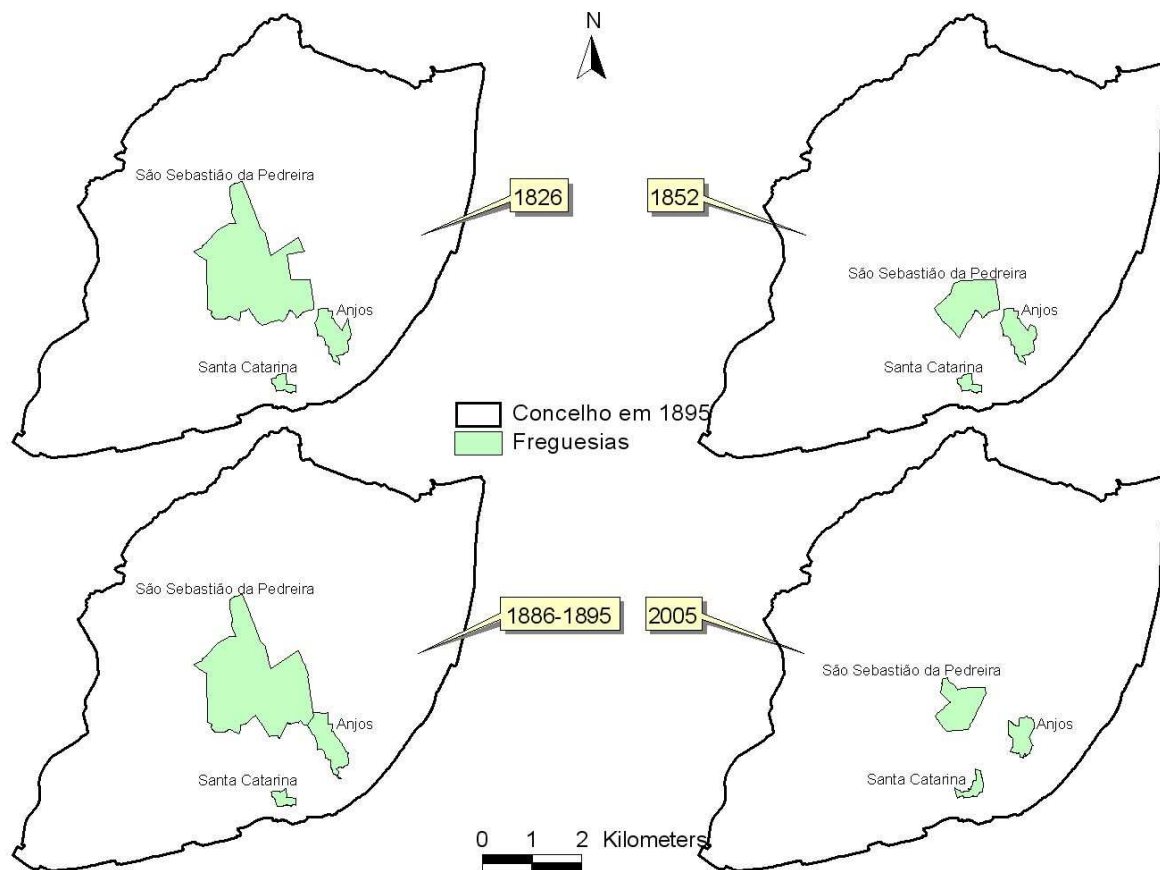 N
São Sebastião da Pedreira
1826
Anjos
Santa Catarina
1852
São Sebastião da Pedreira
Anjos
Santa Catarina
Concelho em 1895
Freguesias
São Sebastião da Pedreira
1886-1895
Anjos
Santa Catarina
2005
São Sebastião da Pedreira
Anjos
Santa Catarina
0 1 2 Kilometers